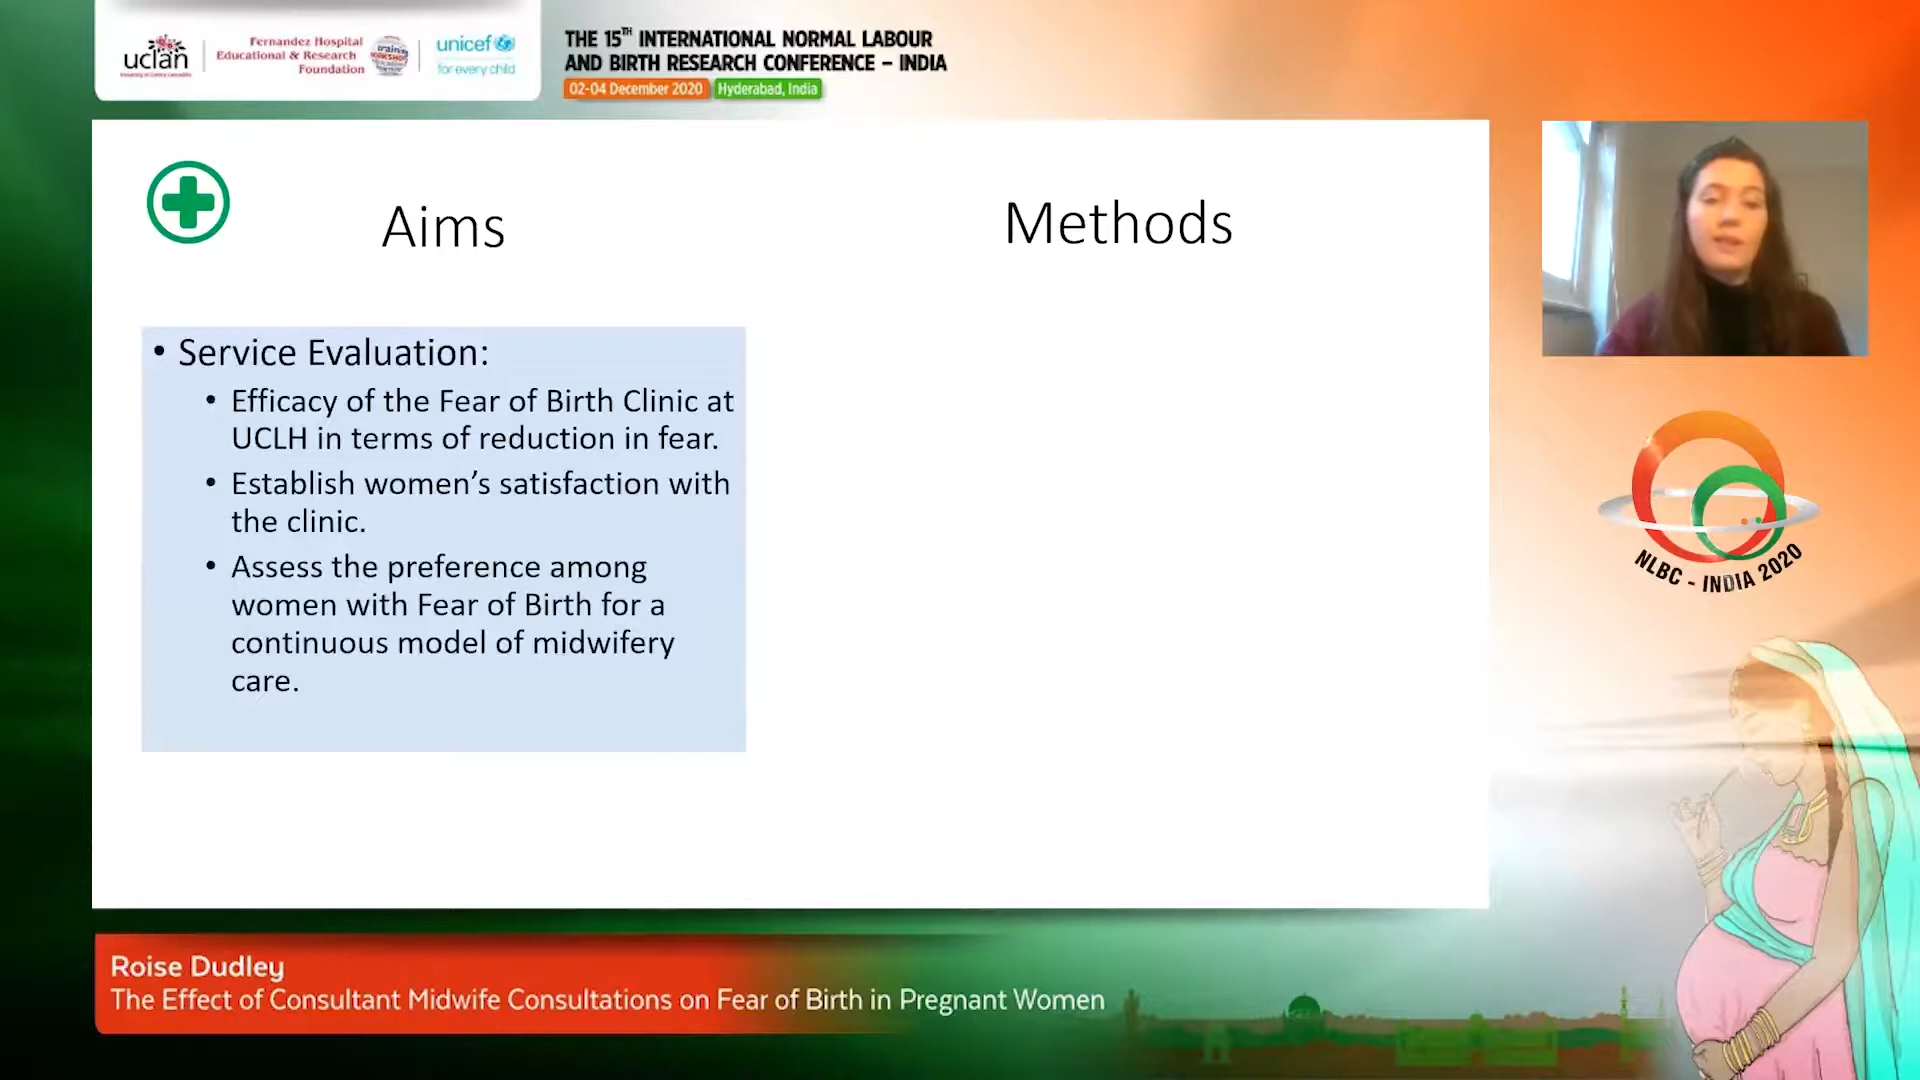 uclan
Fernandez Hospital
Educational & Research
Foundation
training
WORKSHOPS
unicef
for every child
THE 15TH INTERNATIONAL NORMAL LABOUR
AND BIRTH RESEARCH CONFERENCE – INDIA
02-04 December 2020
Hyderabad, India
Aims
Methods
• Service Evaluation:
• Efficacy of the Fear of Birth Clinic at
UCLH in terms of reduction in fear.
• Establish women’s satisfaction with
the clinic.
• Assess the preference among
women with Fear of Birth for a
continuous model of midwifery
care.
NLBC - INDIA 2020
Roise Dudley
The Effect of Consultant Midwife Consultations on Fear of Birth in Pregnant Women